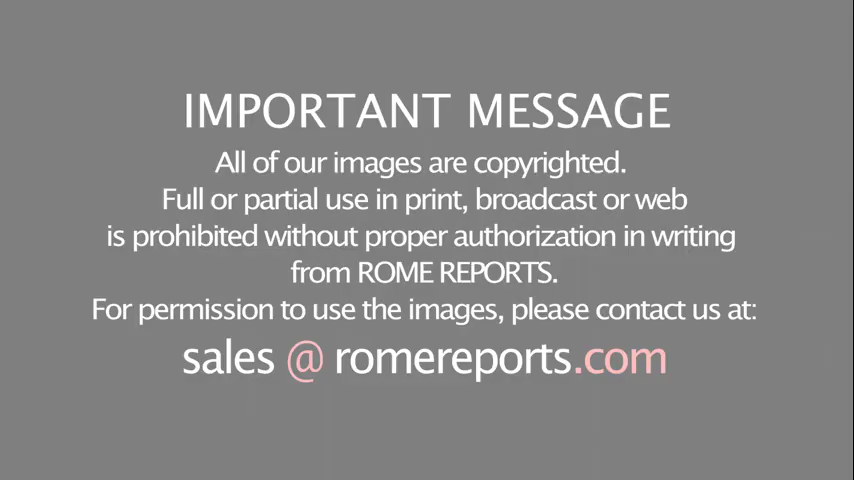 IMPORTANT MESSAGE
All of our images are copyrighted.
Full or partial use in print, broadcast or web
is prohibited without proper authorization in writing
from ROME REPORTS.
For permission to use the images, please contact us at:
sales @ romereports.com